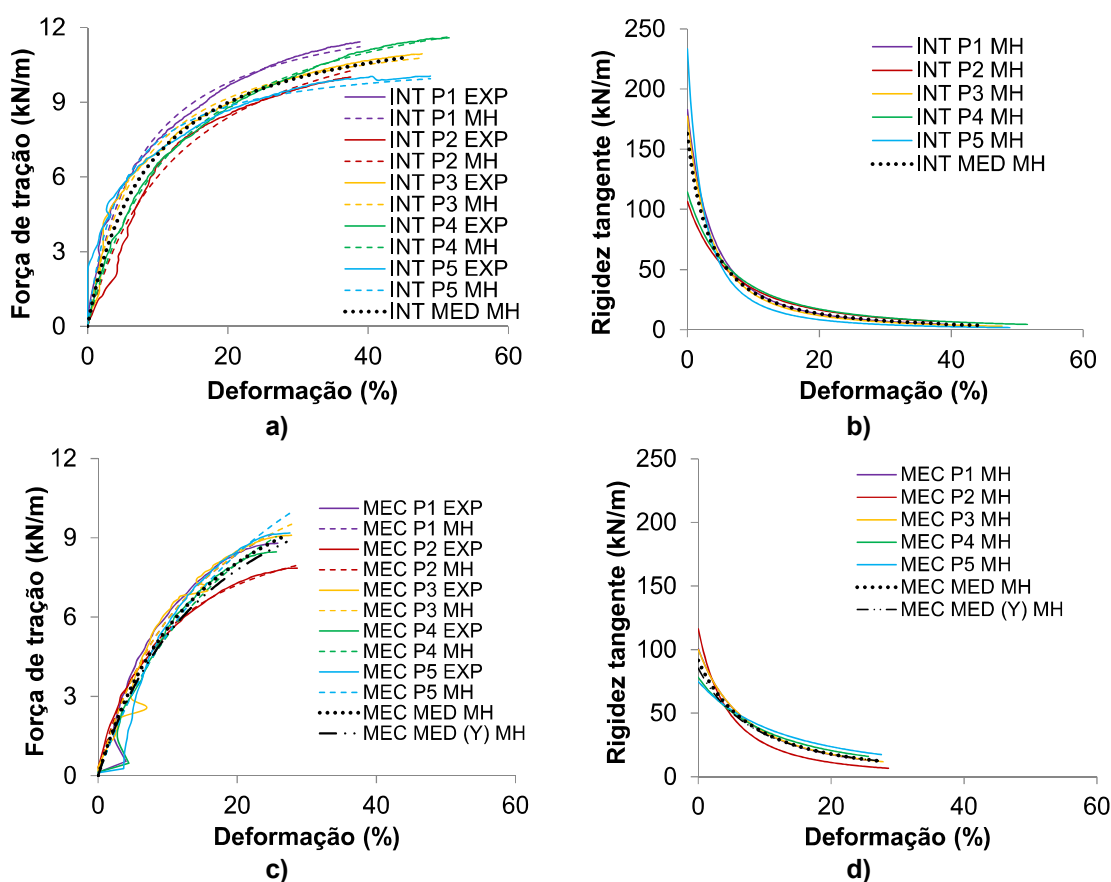 Força de tração (kN/m)
12
9
6
3
0
0
20
40
60
Deformação (%)
INT P1 EXP
INT P1 MH
INT P2 EXP
INT P2 MH
INT P3 EXP
INT P3 MH
INT P4 EXP
INT P4 MH
INT P5 EXP
INT P5 MH
INT MED MH
a)
Rigidez tangente (kN/m)
250
200
150
100
50
0
0
20
40
60
Deformação (%)
INT P1 MH
INT P2 MH
INT P3 MH
INT P4 MH
INT P5 MH
INT MED MH
b)
Força de tração (kN/m)
12
9
6
3
0
0
20
40
60
Deformação (%)
MEC P1 EXP
MEC P1 MH
MEC P2 EXP
MEC P2 MH
MEC P3 EXP
MEC P3 MH
MEC P4 EXP
MEC P4 MH
MEC P5 EXP
MEC P5 MH
MEC MED MH
MEC MED (Y) MH
c)
Rigidez tangente (kN/m)
250
200
150
100
50
0
0
20
40
60
Deformação (%)
MEC P1 MH
MEC P2 MH
MEC P3 MH
MEC P4 MH
MEC P5 MH
MEC MED MH
MEC MED (Y) MH
d)